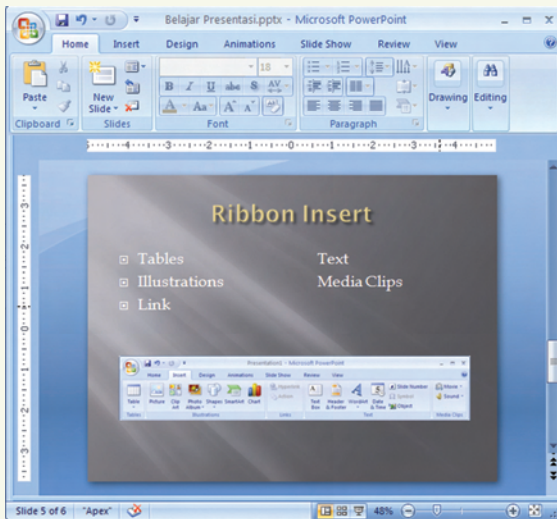 Belajar Presentasi.pptx - Microsoft PowerPoint
Home Insert Design Animations Slide Show Review View
Paste New Slide Drawing Editing
B I U abc S AV 18
A Aa A A
Clipboard Slides Font Paragraph
Ribbon Insert
Tables Text
Illustrations Media Clips
Link
Presentation1 - Microsoft PowerPoint
Home Insert Design Animations Slide Show Review View
Table Picture Clip Art Photo Album Shapes SmartArt Chart Hyperlink Action Text Box Header & Footer WordArt Date & Time Slide Number Symbol Object Movie Sound
Tables Illustrations Links Text Media Clips
Slide 5 of 6 "Apex" 48%